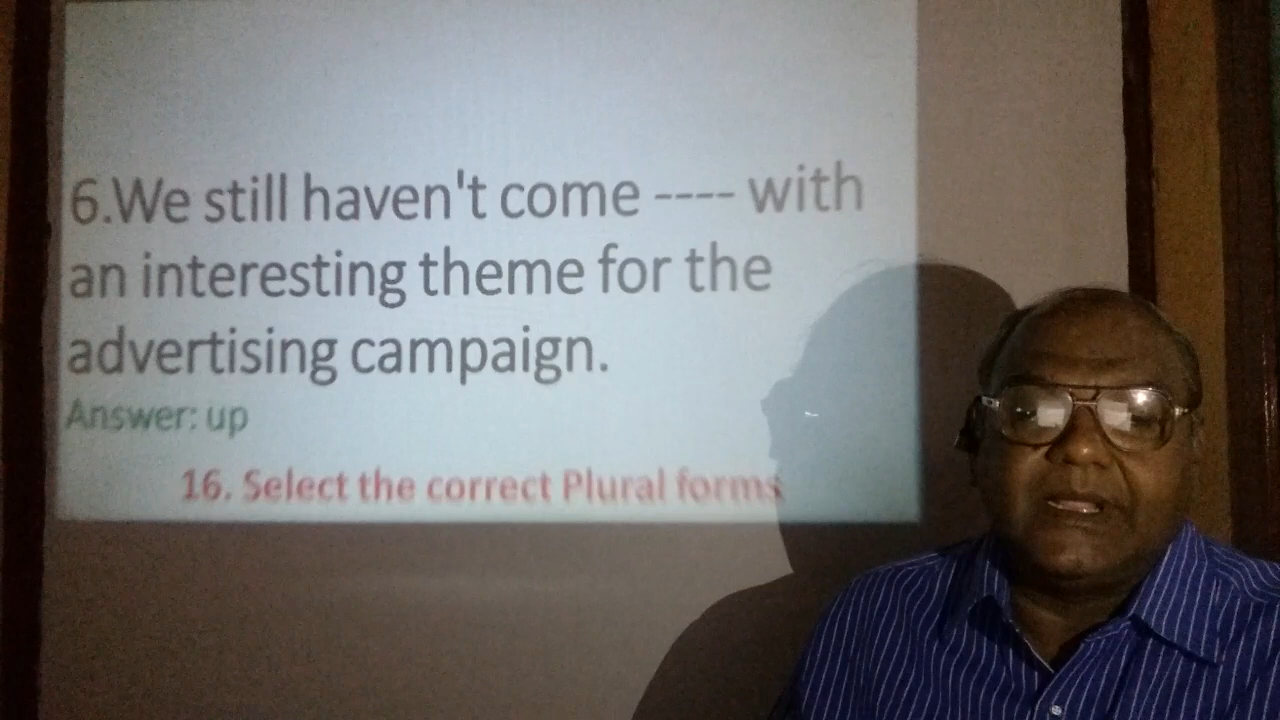 6.We still haven't come ---- with
an interesting theme for the
advertising campaign.
Answer: up
16. Select the correct Plural forms